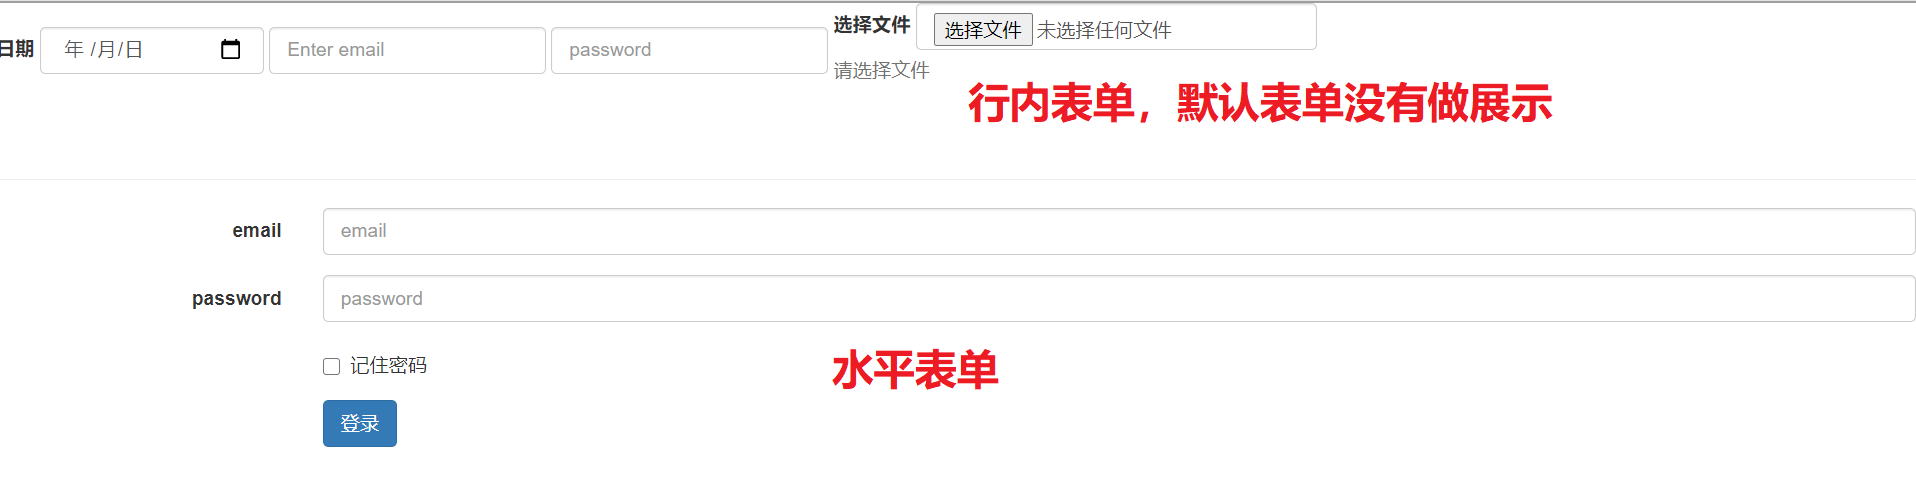 日期 年 /月/日 Enter email password 选择文件 选择文件 未选择任何文件
请选择文件
行内表单，默认表单没有做展示
email email
password password
记住密码
水平表单
登录